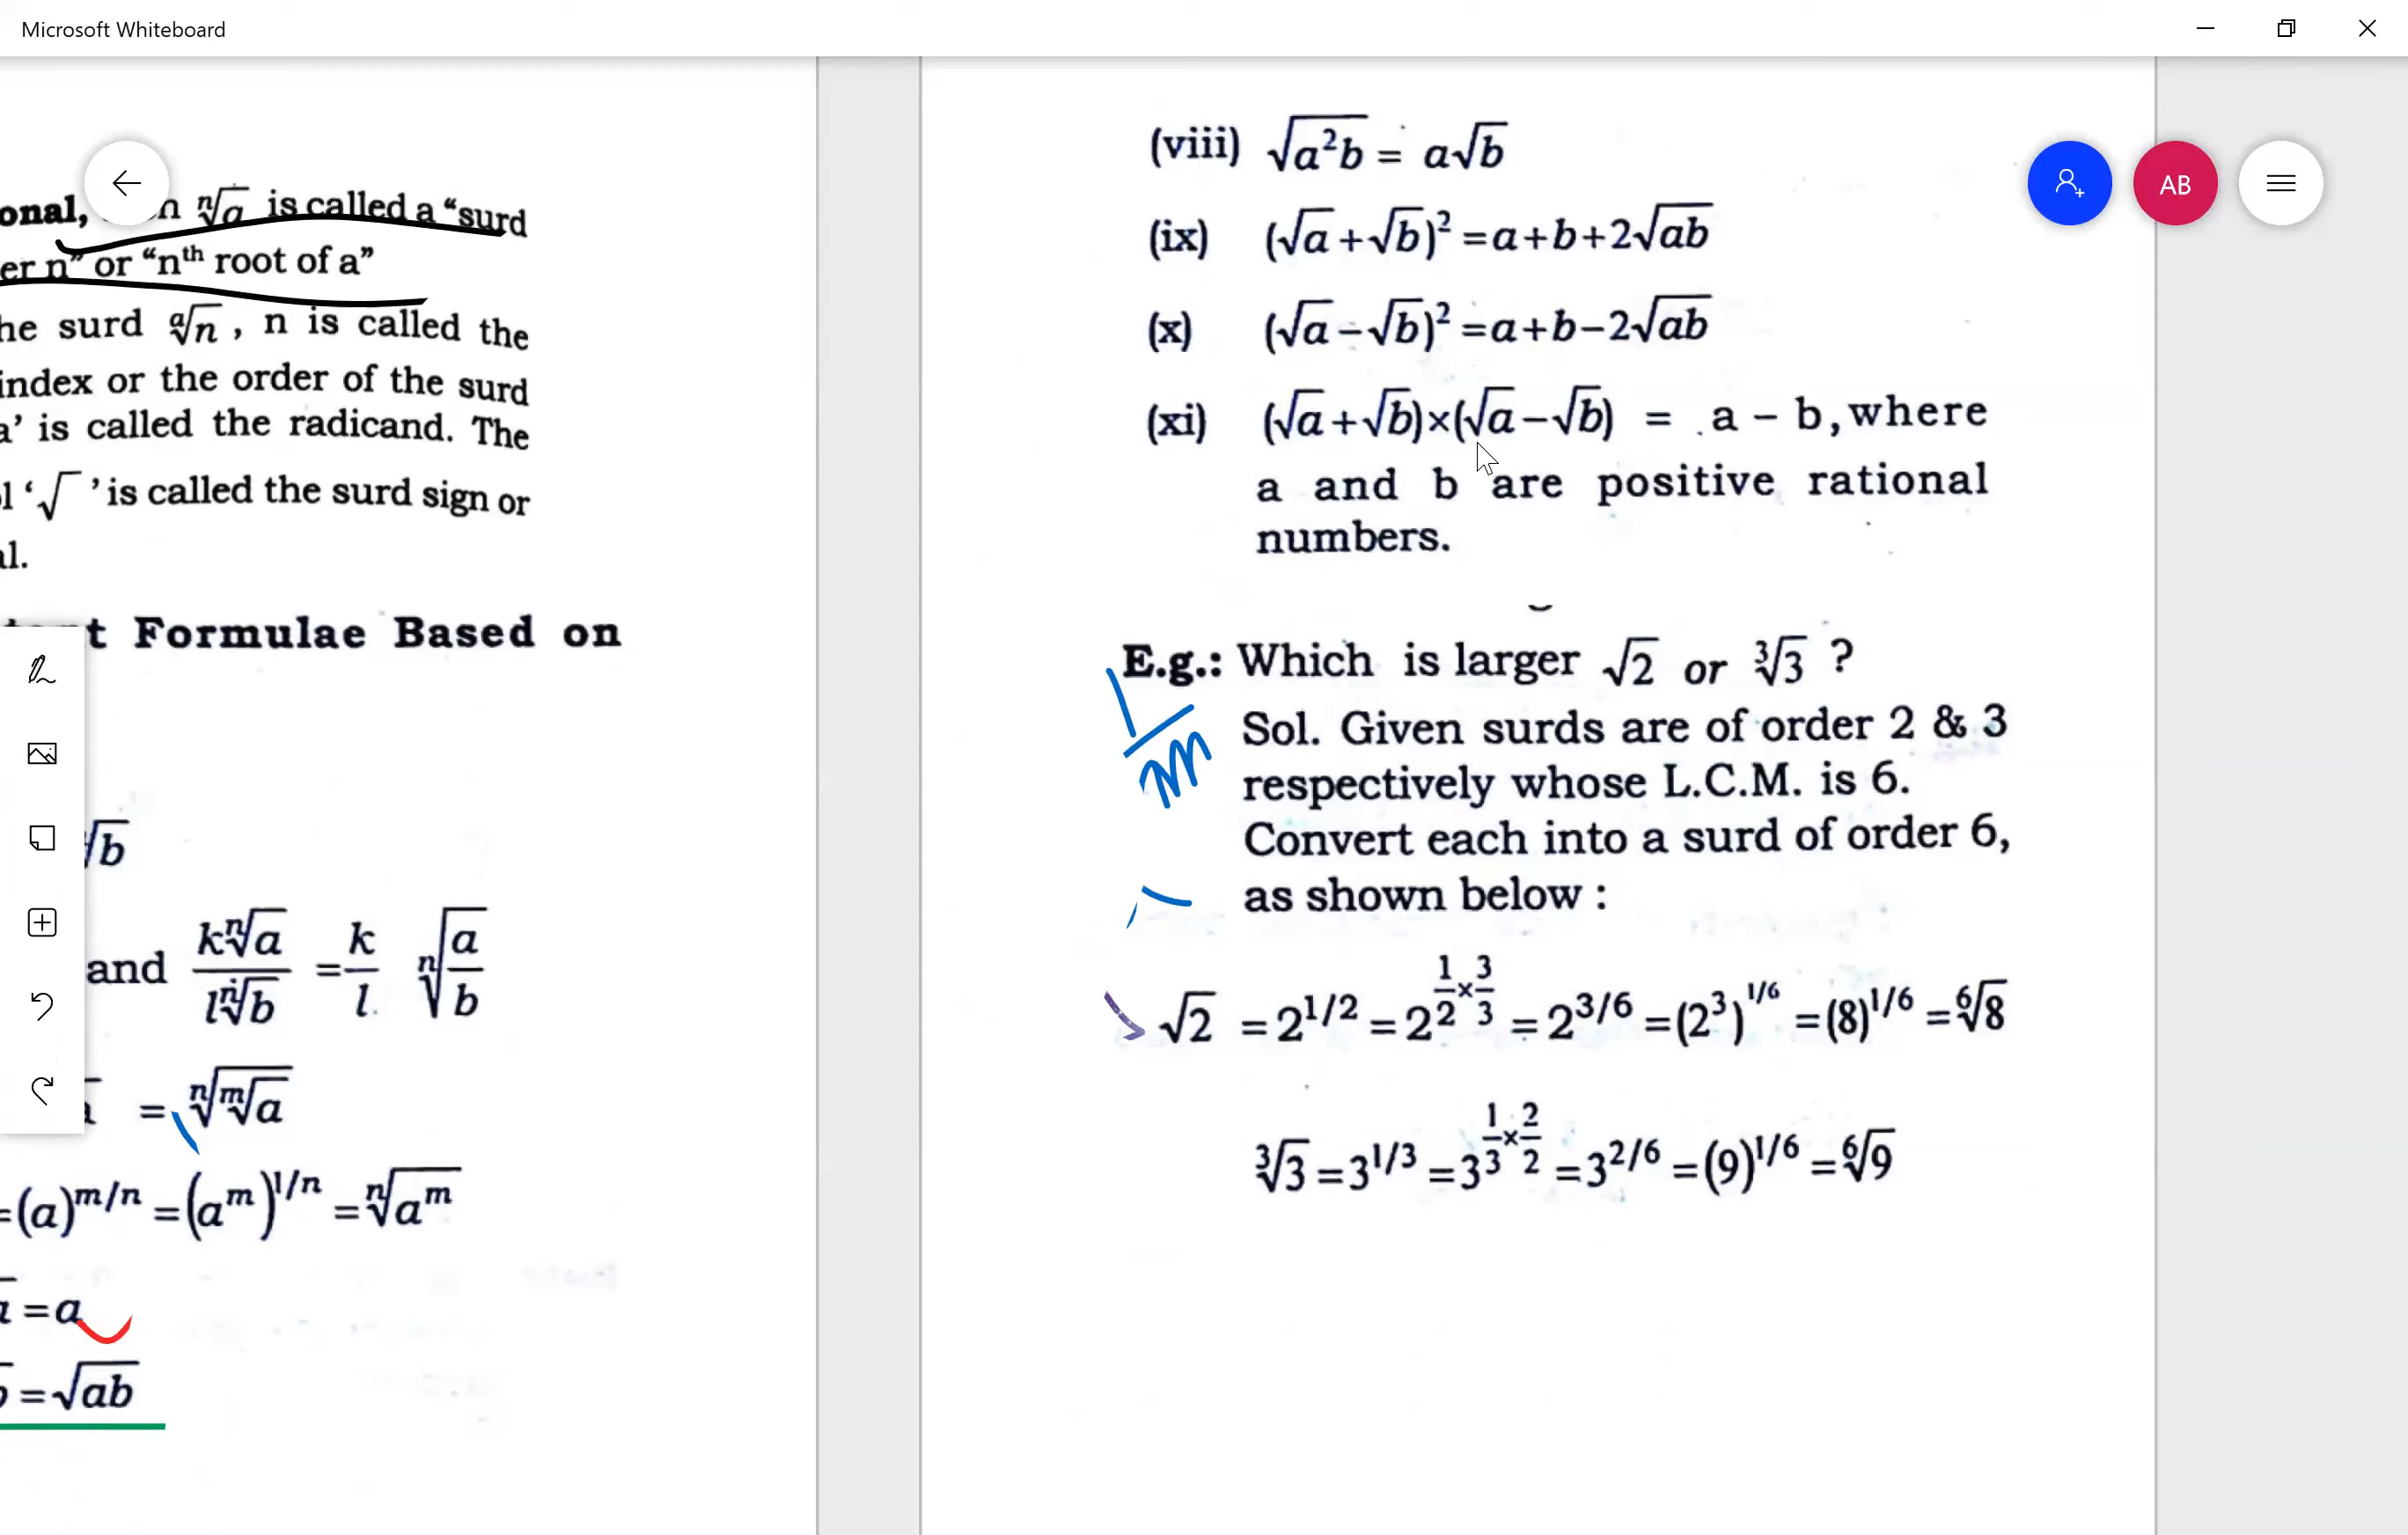 Microsoft Whiteboard
onal, n ⁿ√a is called a “surd
er n” or “nᵗʰ root of a”
he surd ᵃ√n, n is called the
index or the order of the surd
a’ is called the radicand. The
l ‘√ ’ is called the surd sign or
al.
t Formulae Based on
√b
and kⁿ√a / lⁿ√b = k/l. ⁿ√(a/b)
= ⁿ√(ᵐ√a)
=(a)^(m/n) =(a^m)^(1/n) = ⁿ√(a^m)
=a
=√ab
(viii) √(a²b) = a√b
(ix) (√a+√b)² =a+b+2√ab
(x) (√a−√b)² =a+b−2√ab
(xi) (√a+√b)×(√a−√b) = a − b, where
a and b are positive rational
numbers.
E.g.: Which is larger √2 or ³√3 ?
Sol. Given surds are of order 2 & 3
respectively whose L.C.M. is 6.
Convert each into a surd of order 6,
as shown below :
√2 =2^(1/2) =2^(1/2×3/3) =2^(3/6) =(2³)^(1/6) =(8)^(1/6) =⁶√8
³√3 =3^(1/3) =3^(1/3×2/2) =3^(2/6) =(9)^(1/6) =⁶√9
AB